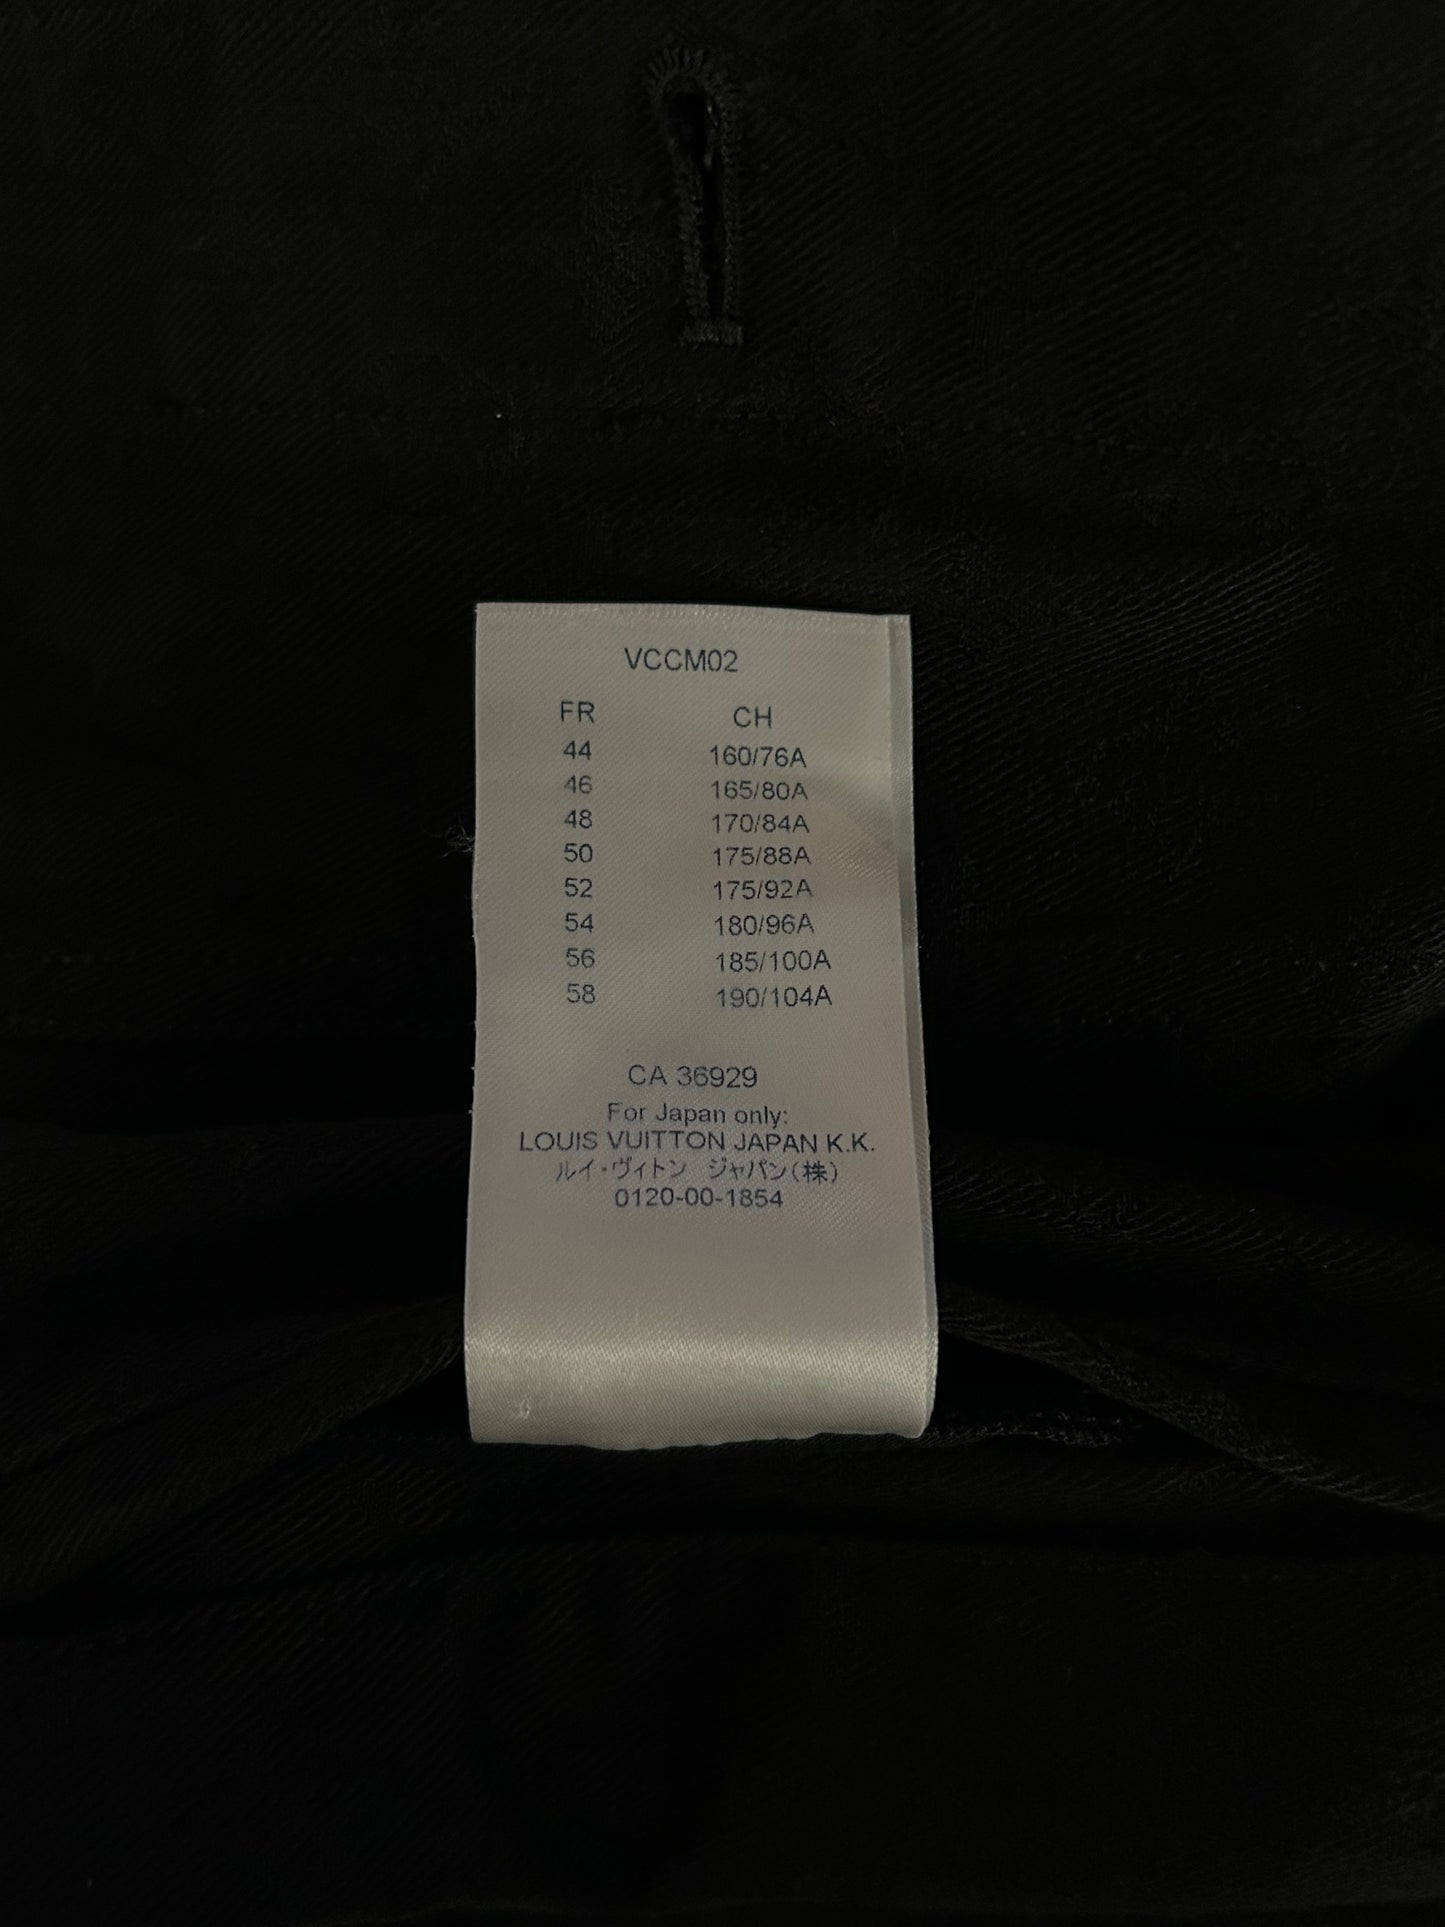 VCCM02
FR CH
44 160/76A
46 165/80A
48 170/84A
50 175/88A
52 175/92A
54 180/96A
56 185/100A
58 190/104A
CA 36929
For Japan only:
LOUIS VUITTON JAPAN K.K.
ルイ・ヴィトン　ジャパン(株)
0120-00-1854